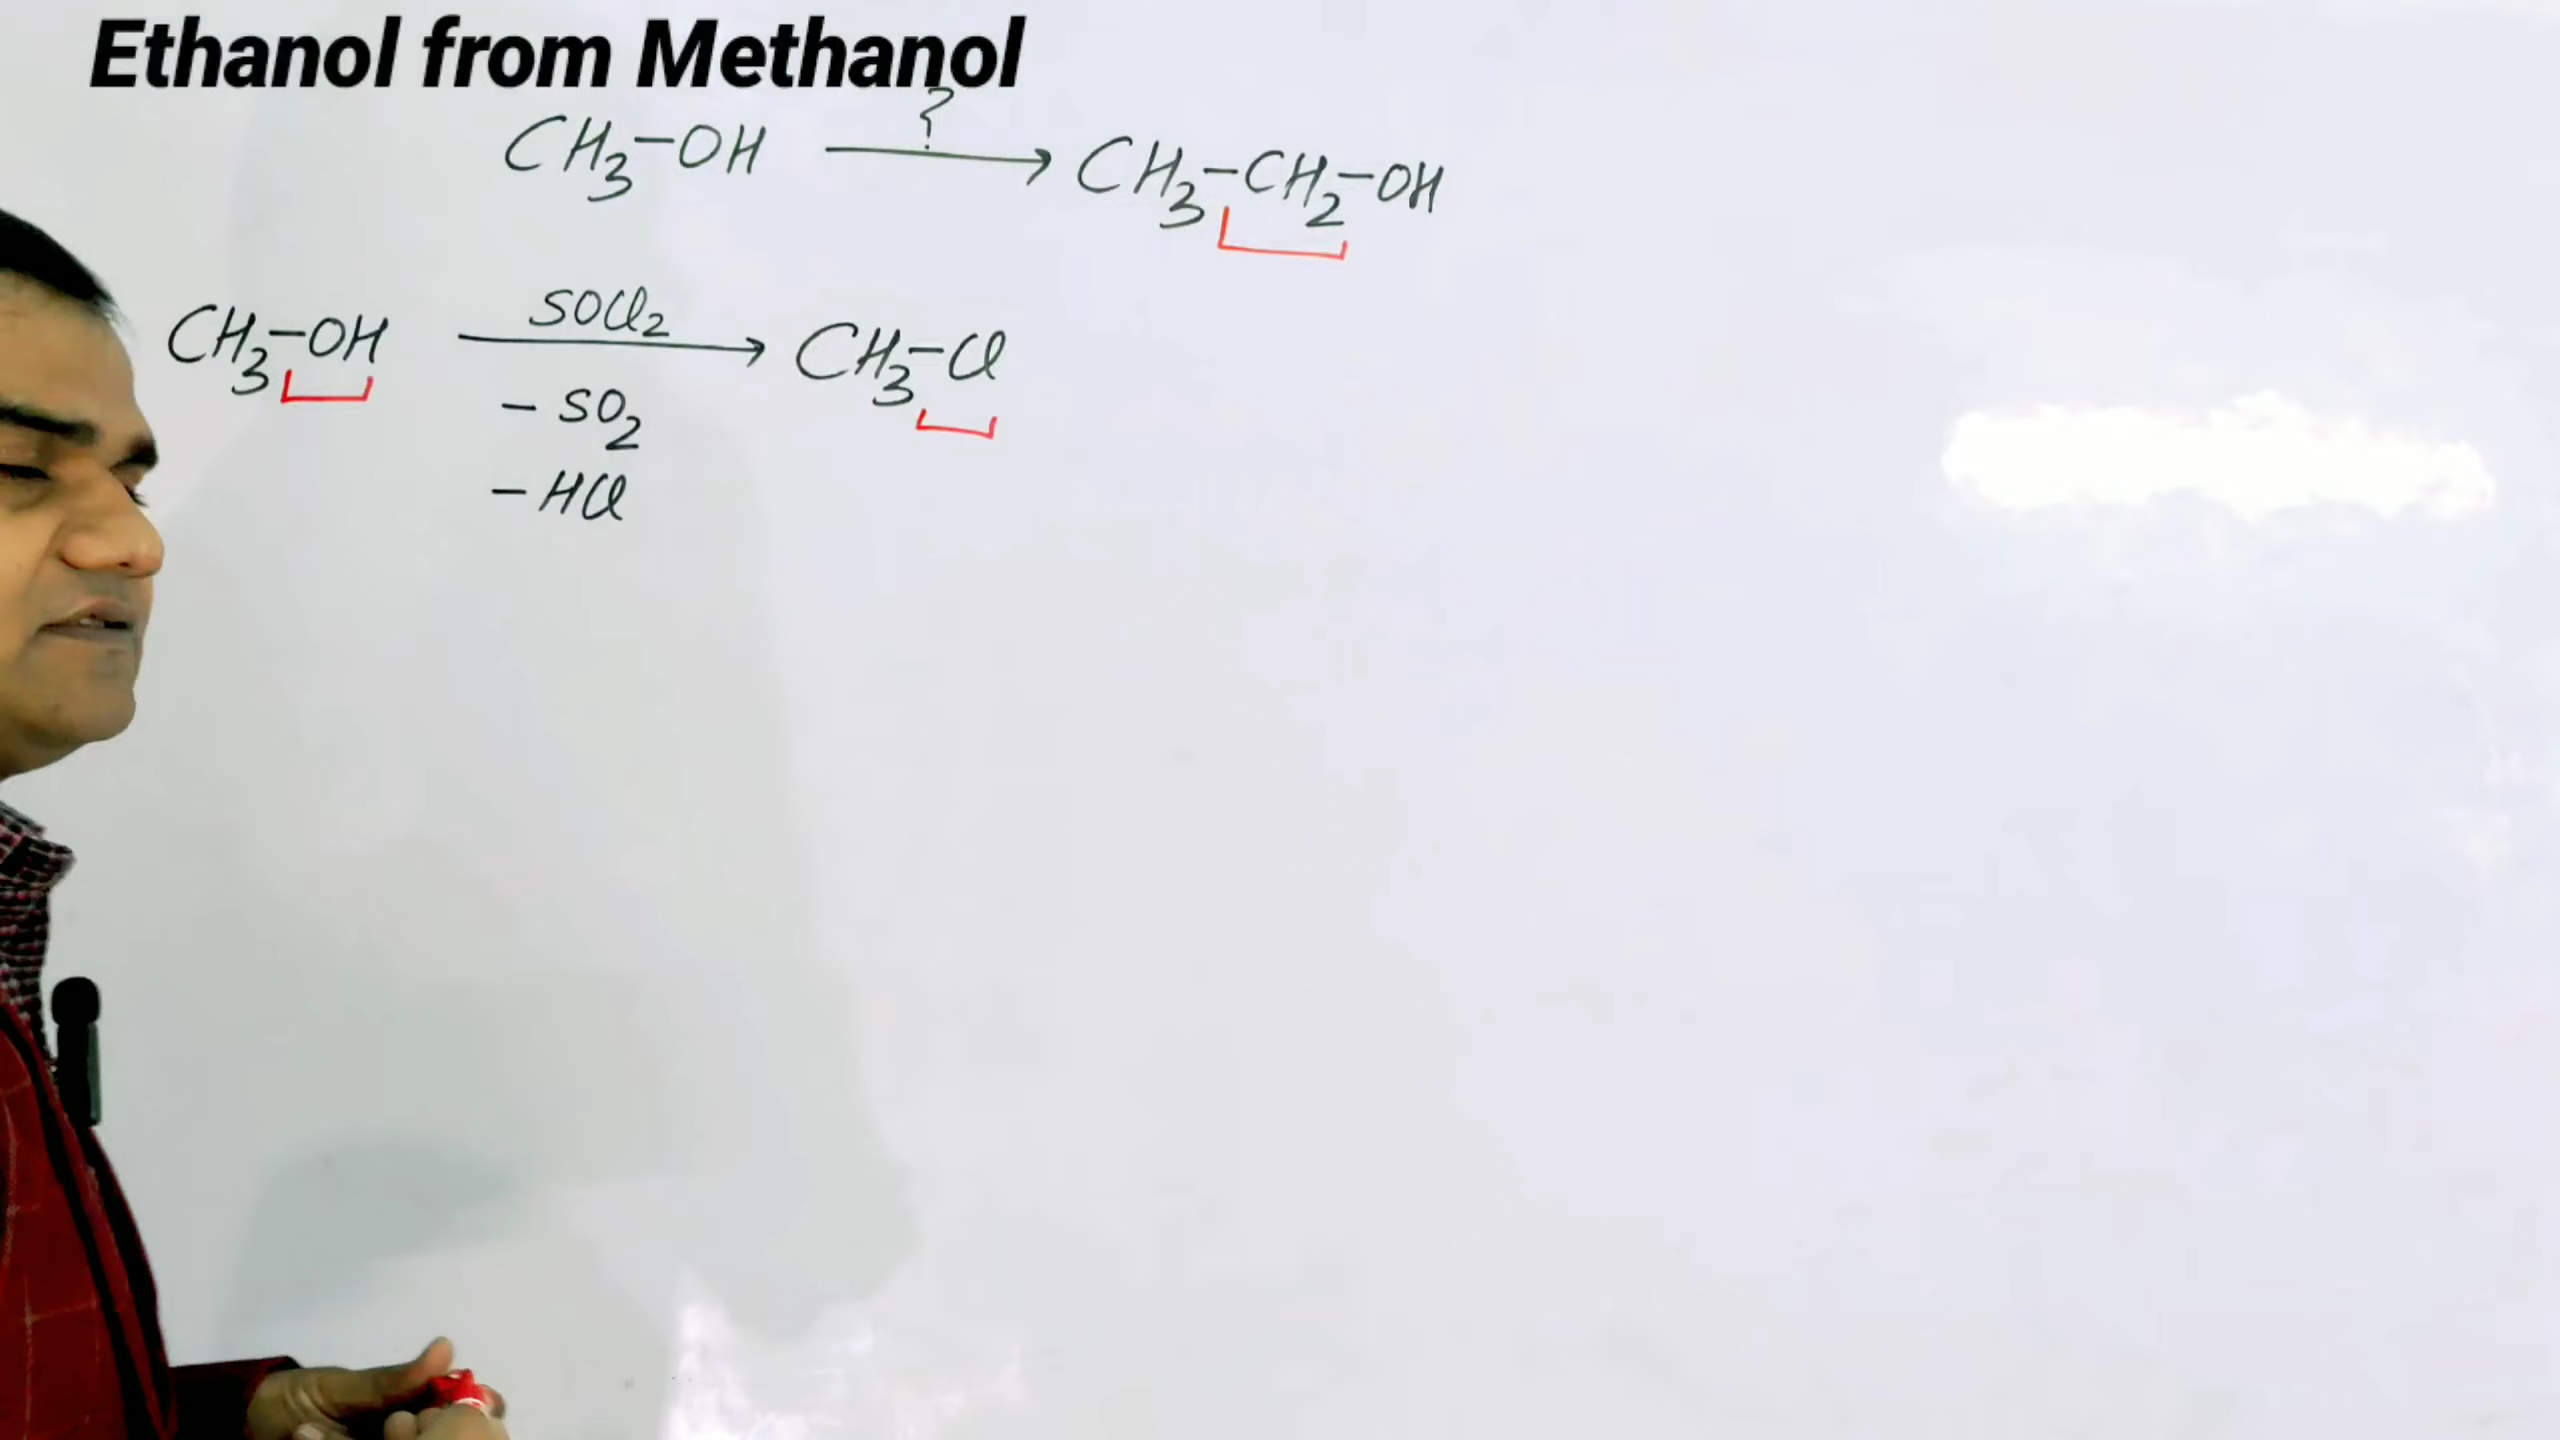 Ethanol from Methanol
?
CH₃-OH ⟶ CH₃-CH₂-OH
SOCl₂
CH₃-OH ⟶ CH₃-Cl
- SO₂
- HCl